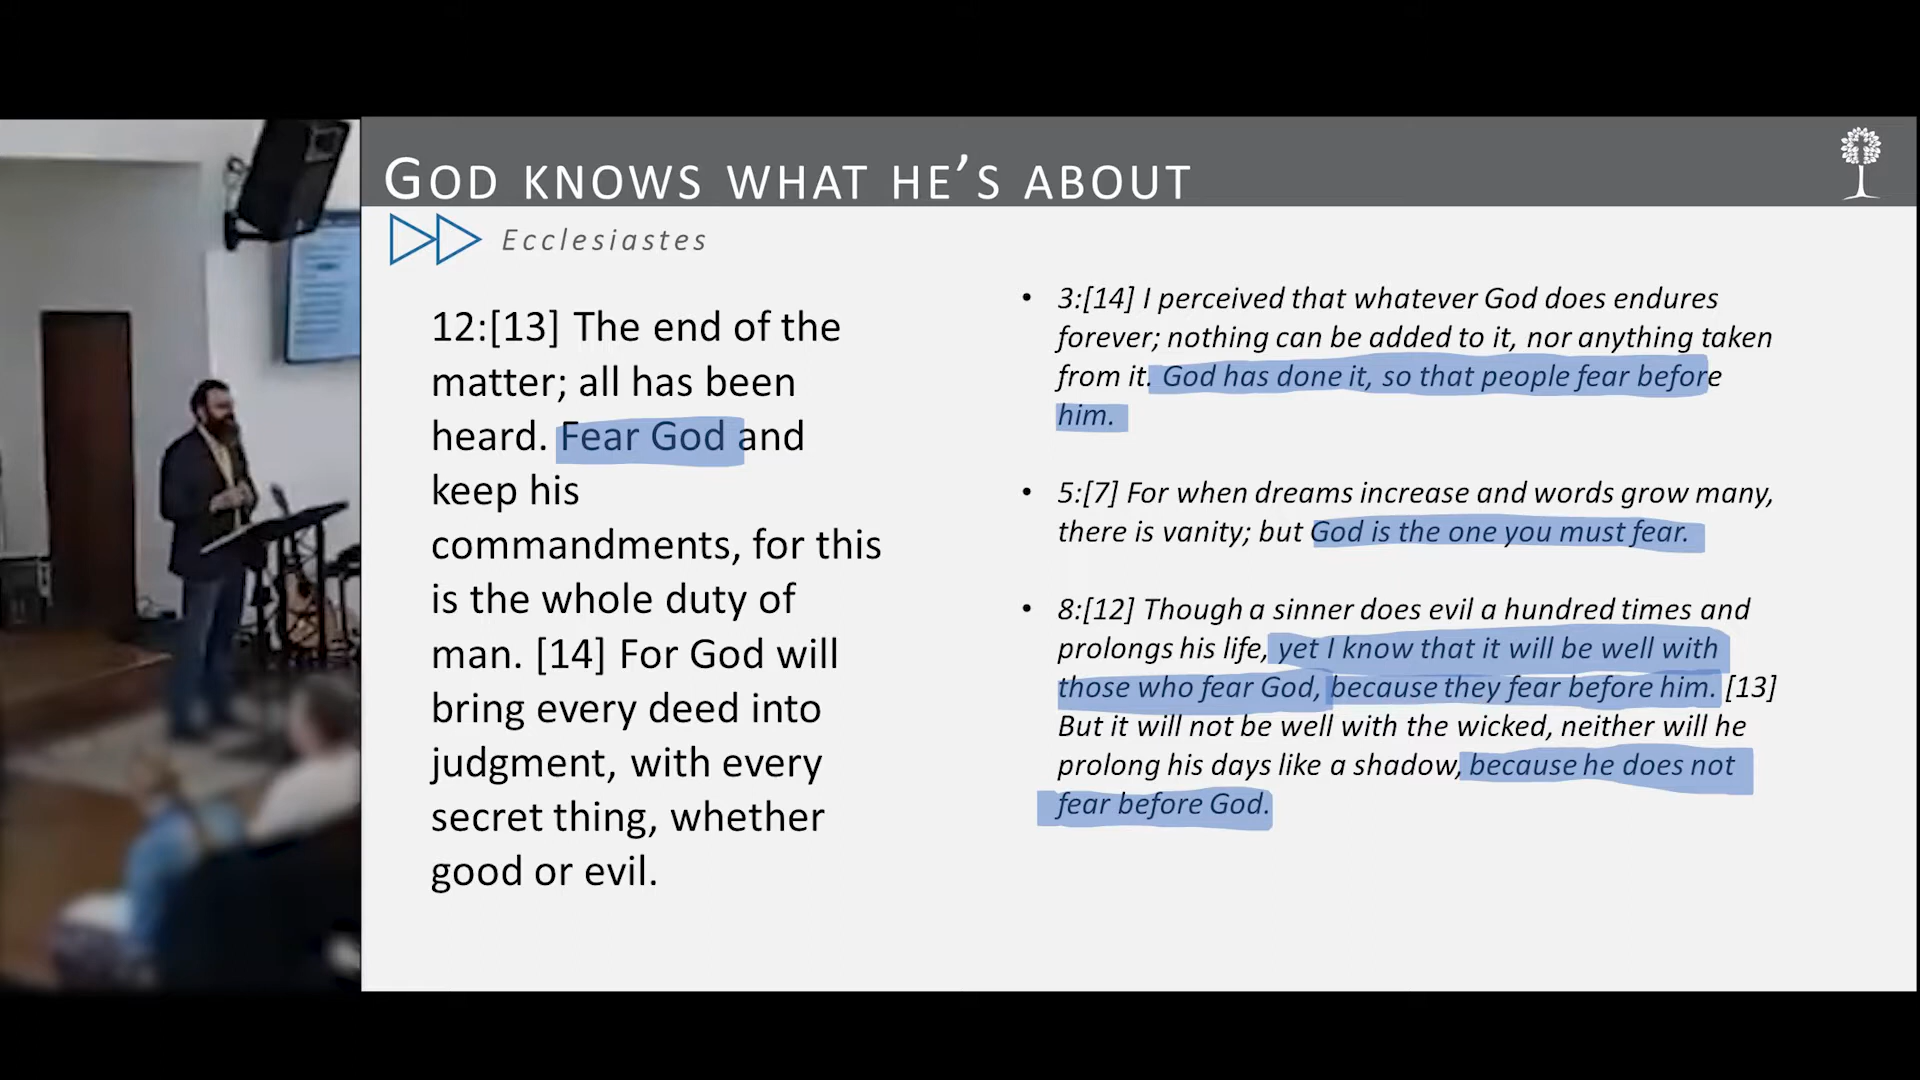 GOD KNOWS WHAT HE'S ABOUT
Ecclesiastes
12:[13] The end of the
matter; all has been
heard. Fear God and
keep his
commandments, for this
is the whole duty of
man. [14] For God will
bring every deed into
judgment, with every
secret thing, whether
good or evil.
• 3:[14] I perceived that whatever God does endures
forever; nothing can be added to it, nor anything taken
from it. God has done it, so that people fear before
him.
• 5:[7] For when dreams increase and words grow many,
there is vanity; but God is the one you must fear.
• 8:[12] Though a sinner does evil a hundred times and
prolongs his life, yet I know that it will be well with
those who fear God, because they fear before him. [13]
But it will not be well with the wicked, neither will he
prolong his days like a shadow, because he does not
fear before God.